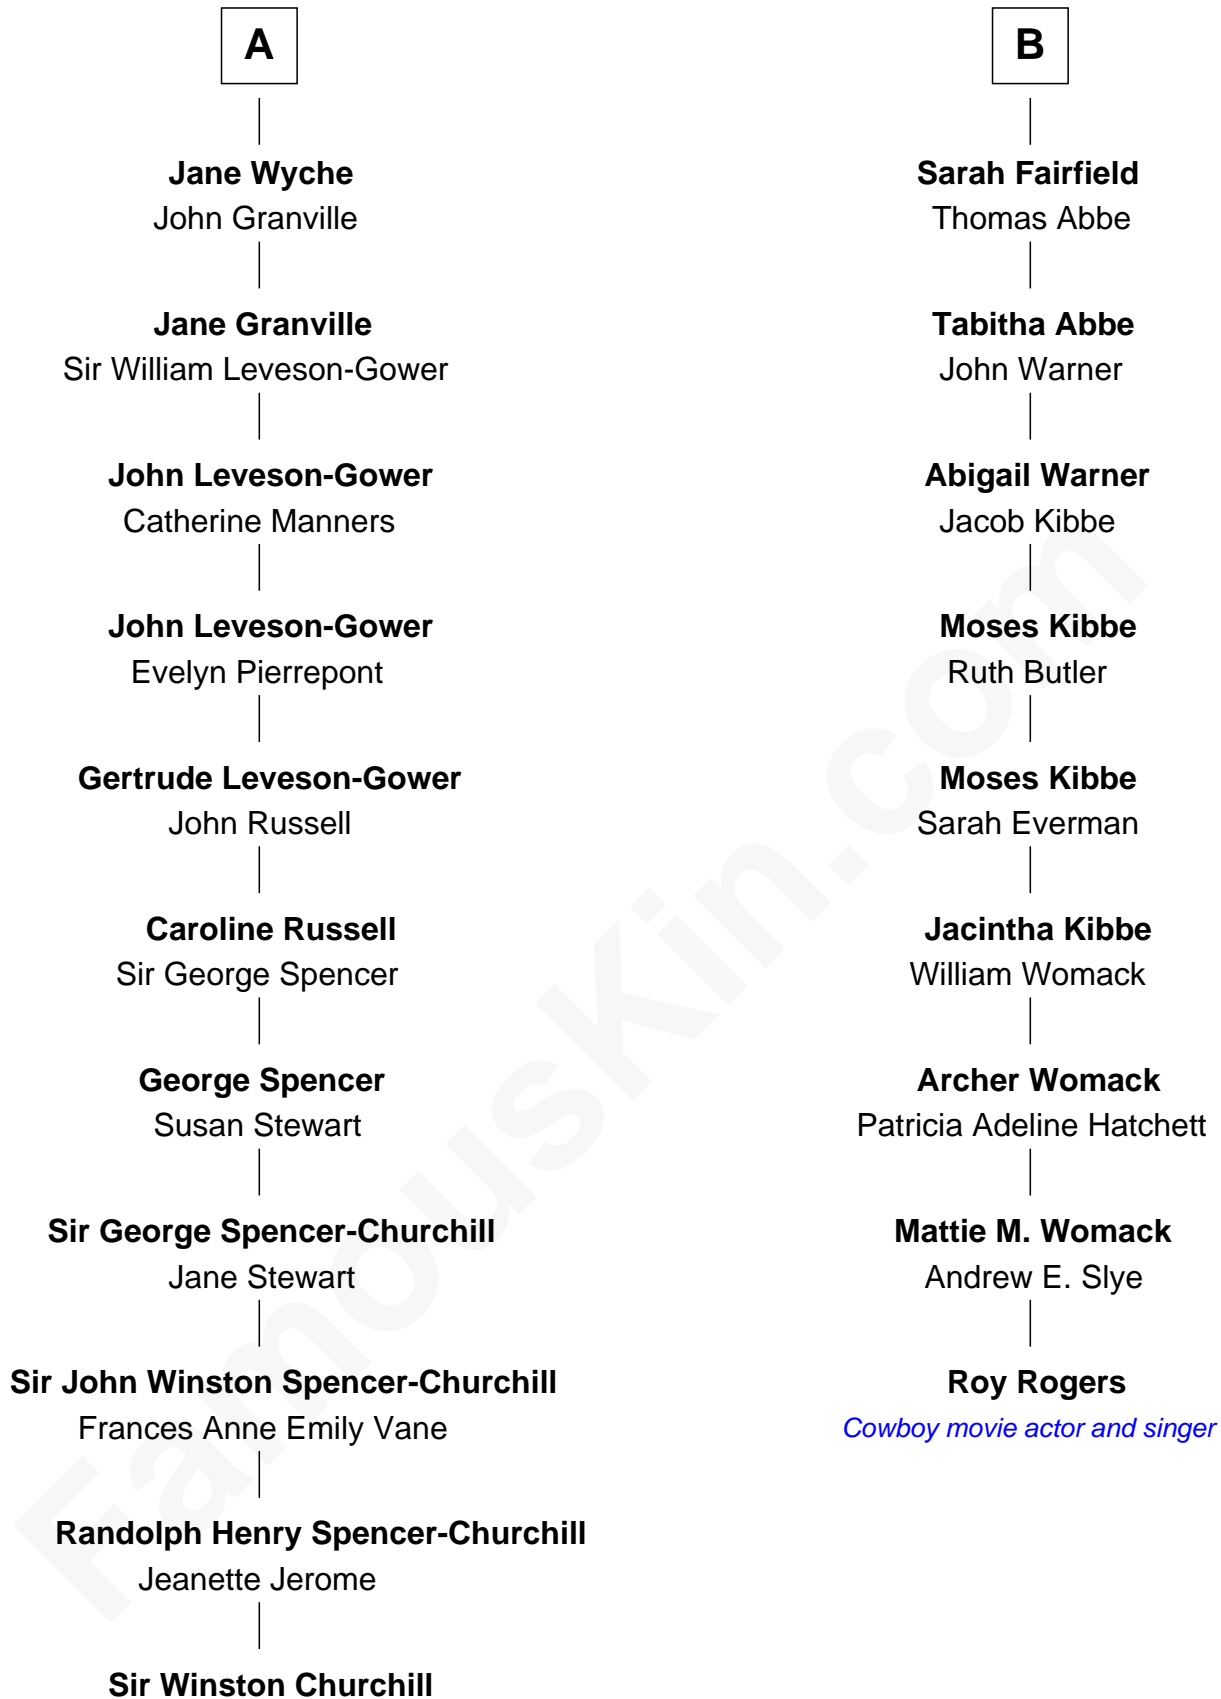 A
Jane Wyche
John Granville
Jane Granville
Sir William Leveson-Gower
John Leveson-Gower
Catherine Manners
John Leveson-Gower
Evelyn Pierrepont
Gertrude Leveson-Gower
John Russell
Caroline Russell
Sir George Spencer
George Spencer
Susan Stewart
Sir George Spencer-Churchill
Jane Stewart
Sir John Winston Spencer-Churchill
Frances Anne Emily Vane
Randolph Henry Spencer-Churchill
Jeanette Jerome
Sir Winston Churchill
B
Sarah Fairfield
Thomas Abbe
Tabitha Abbe
John Warner
Abigail Warner
Jacob Kibbe
Moses Kibbe
Ruth Butler
Moses Kibbe
Sarah Everman
Jacintha Kibbe
William Womack
Archer Womack
Patricia Adeline Hatchett
Mattie M. Womack
Andrew E. Slye
Roy Rogers
Cowboy movie actor and singer
FamousKin.com